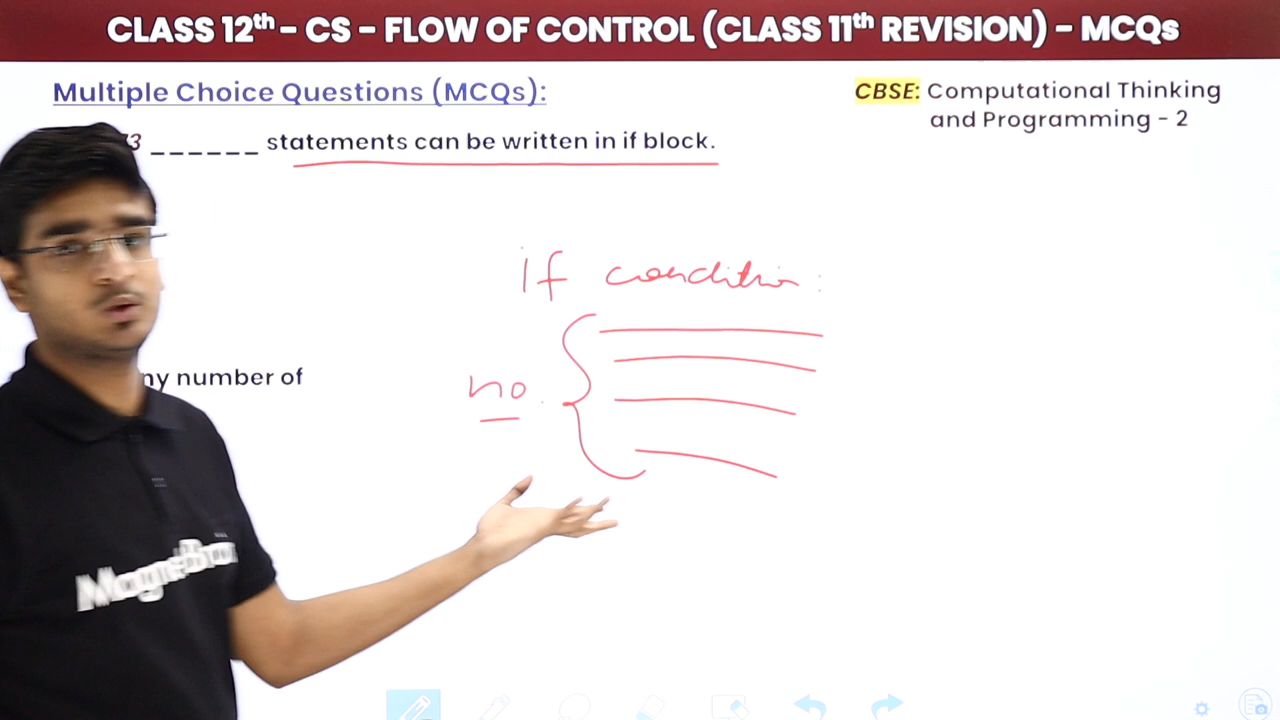 CLASS 12th - CS - FLOW OF CONTROL (CLASS 11th REVISION) - MCQs
Multiple Choice Questions (MCQs):
CBSE: Computational Thinking
and Programming - 2
3 ______ statements can be written in if block.
if condition:
no.
ny number of